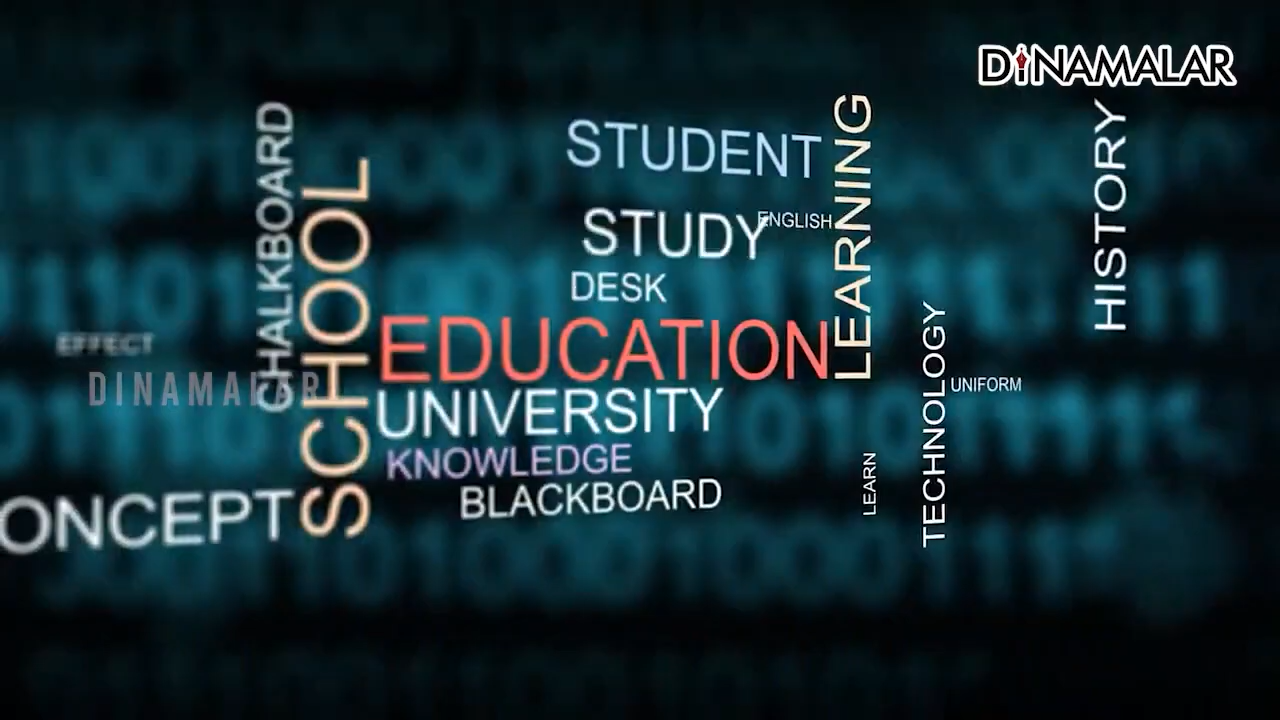 DINAMALAR
CHALKBOARD
SCHOOL
STUDENT
LEARNING
HISTORY
STUDY
ENGLISH
DESK
EDUCATION
TECHNOLOGY
EFFECT
DINAMALAR
UNIFORM
UNIVERSITY
KNOWLEDGE
LEARN
BLACKBOARD
ONCEPT